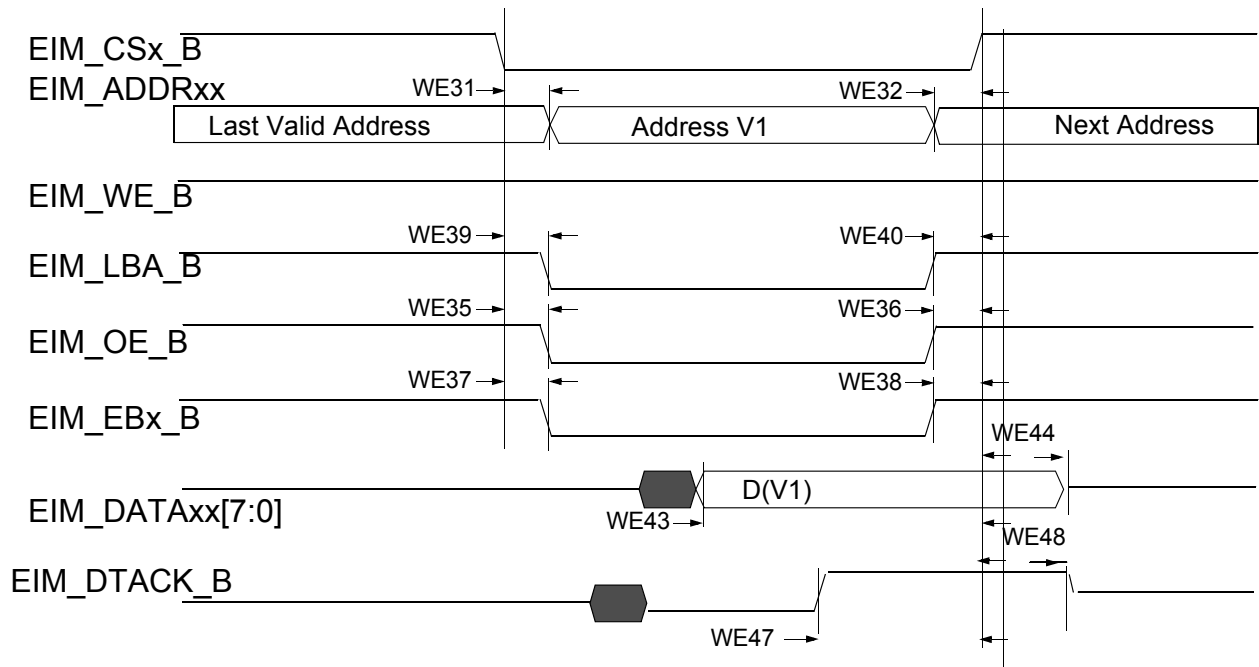 EIM_CSx_B
EIM_ADDRxx
WE31
WE32
Last Valid Address
Address V1
Next Address
EIM_WE_B
WE39
WE40
EIM_LBA_B
WE35
WE36
EIM_OE_B
WE37
WE38
EIM_EBx_B
WE44
D(V1)
EIM_DATAxx[7:0]
WE43
WE48
EIM_DTACK_B
WE47